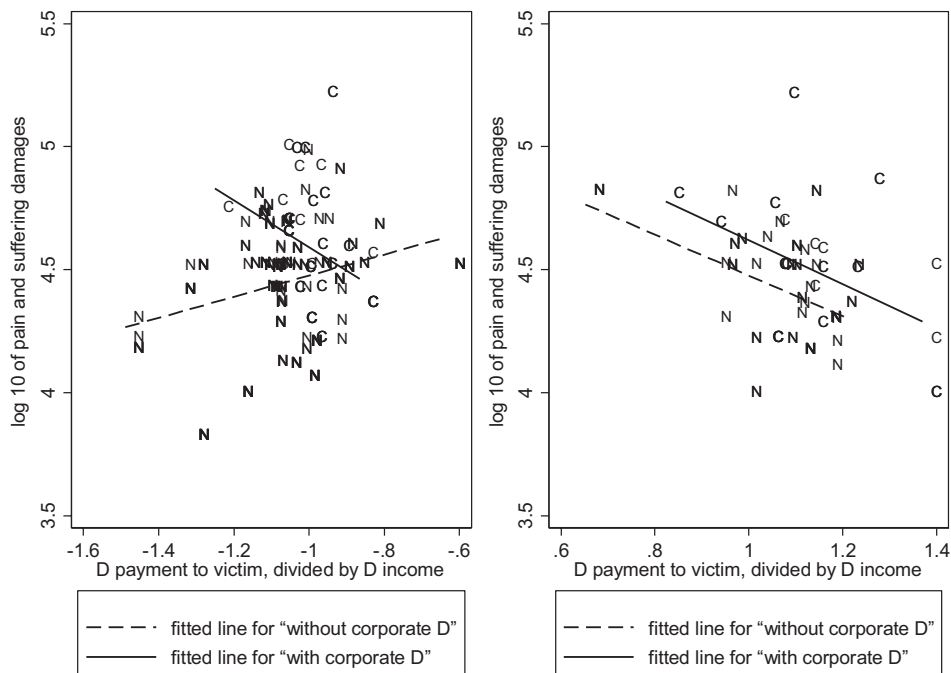 log 10 of pain and suffering damages
5.5
5
4.5
4
3.5
-1.6 -1.4 -1.2 -1 -.8 -.6
D payment to victim, divided by D income
fitted line for “without corporate D”
fitted line for “with corporate D”
log 10 of pain and suffering damages
5.5
5
4.5
4
3.5
.6 .8 1 1.2 1.4
D payment to victim, divided by D income
fitted line for “without corporate D”
fitted line for “with corporate D”